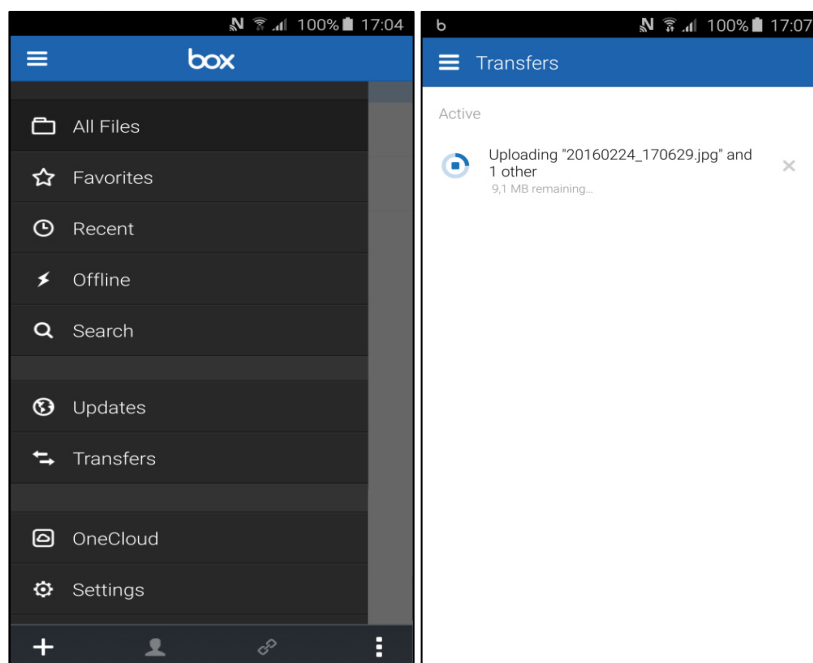 100% 17:04
box
All Files
Favorites
Recent
Offline
Search
Updates
Transfers
OneCloud
Settings
b 100% 17:07
Transfers
Active
Uploading "20160224_170629.jpg" and
1 other
9,1 MB remaining...